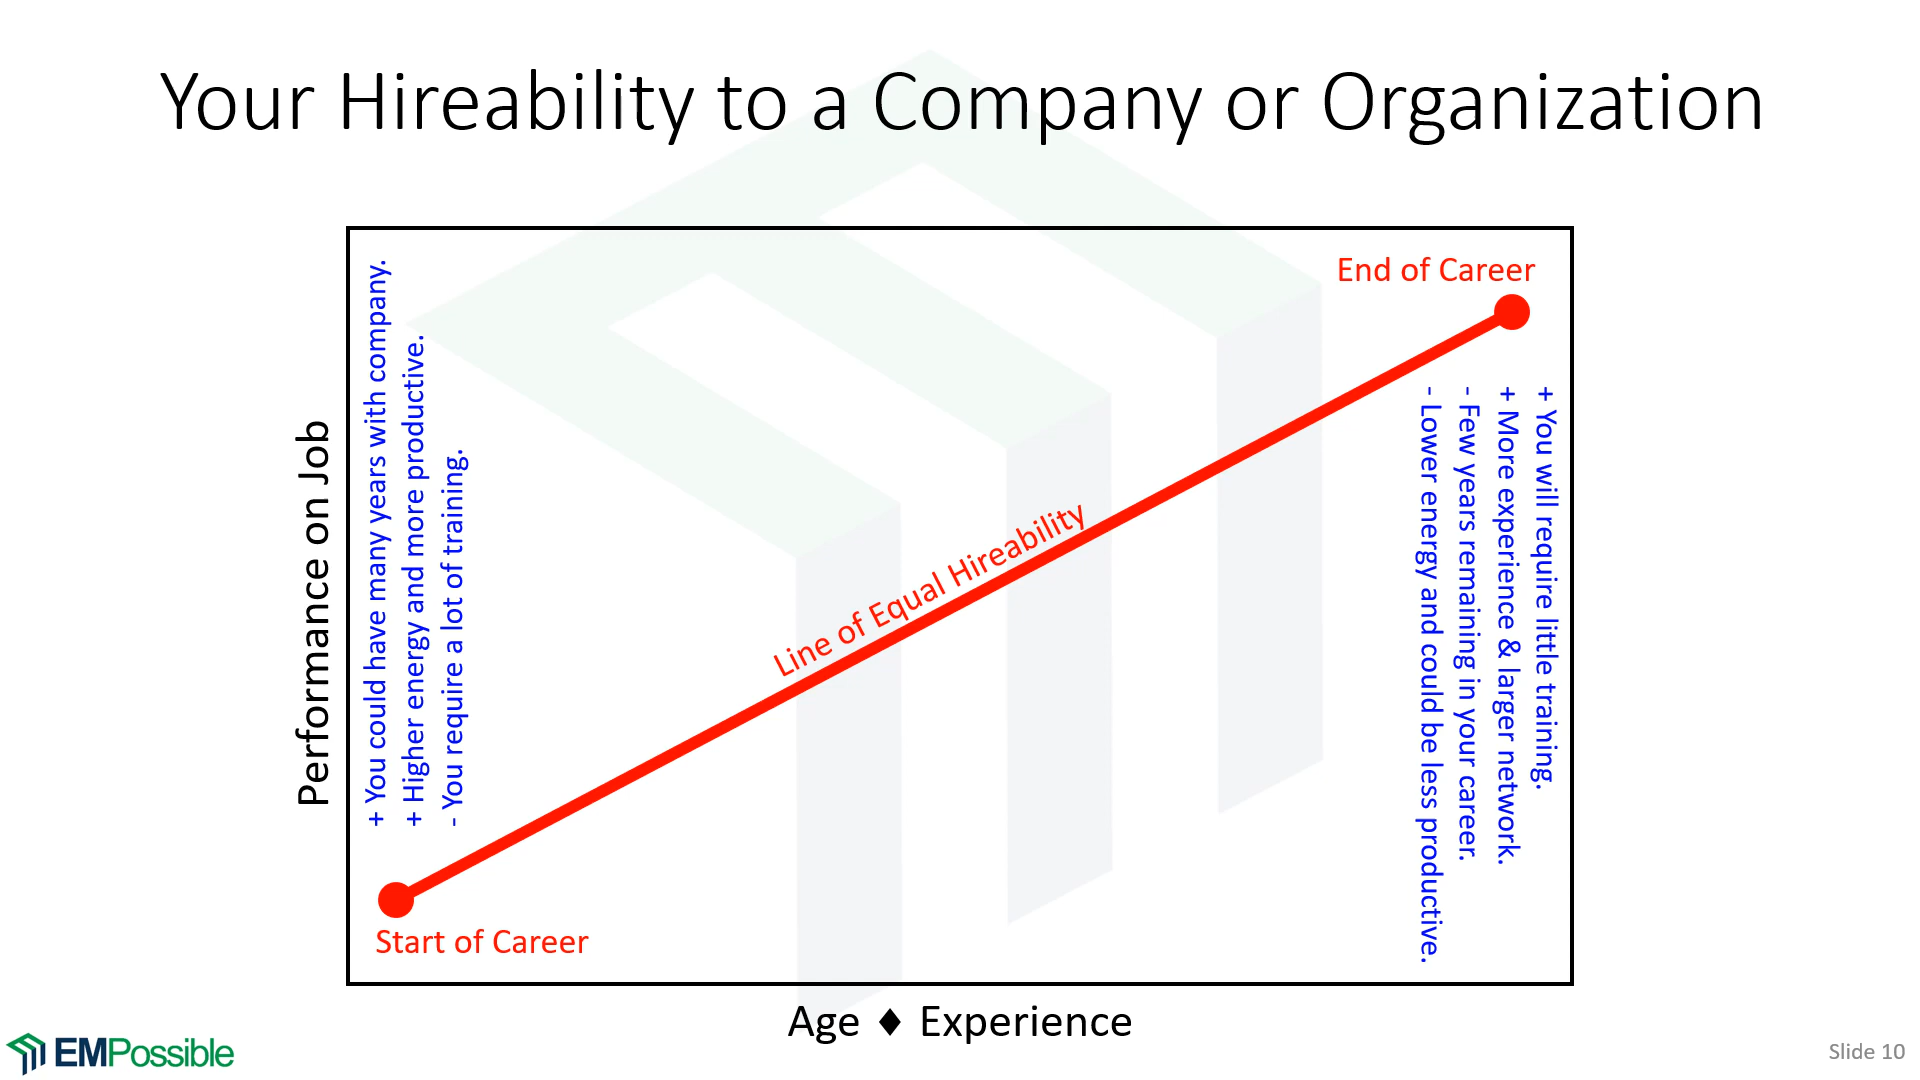 Your Hireability to a Company or Organization
Performance on Job
+ You could have many years with company.
+ Higher energy and more productive.
- You require a lot of training.
Start of Career
Line of Equal Hireability
End of Career
+ You will require little training.
+ More experience & larger network.
- Few years remaining in your career.
- Lower energy and could be less productive.
Age ♦ Experience
EMPossible
Slide 10